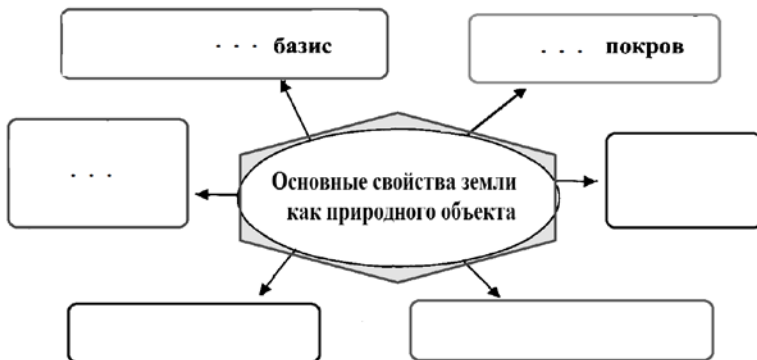 . . . базис
. . . покров
. . .
Основные свойства земли
как природного объекта